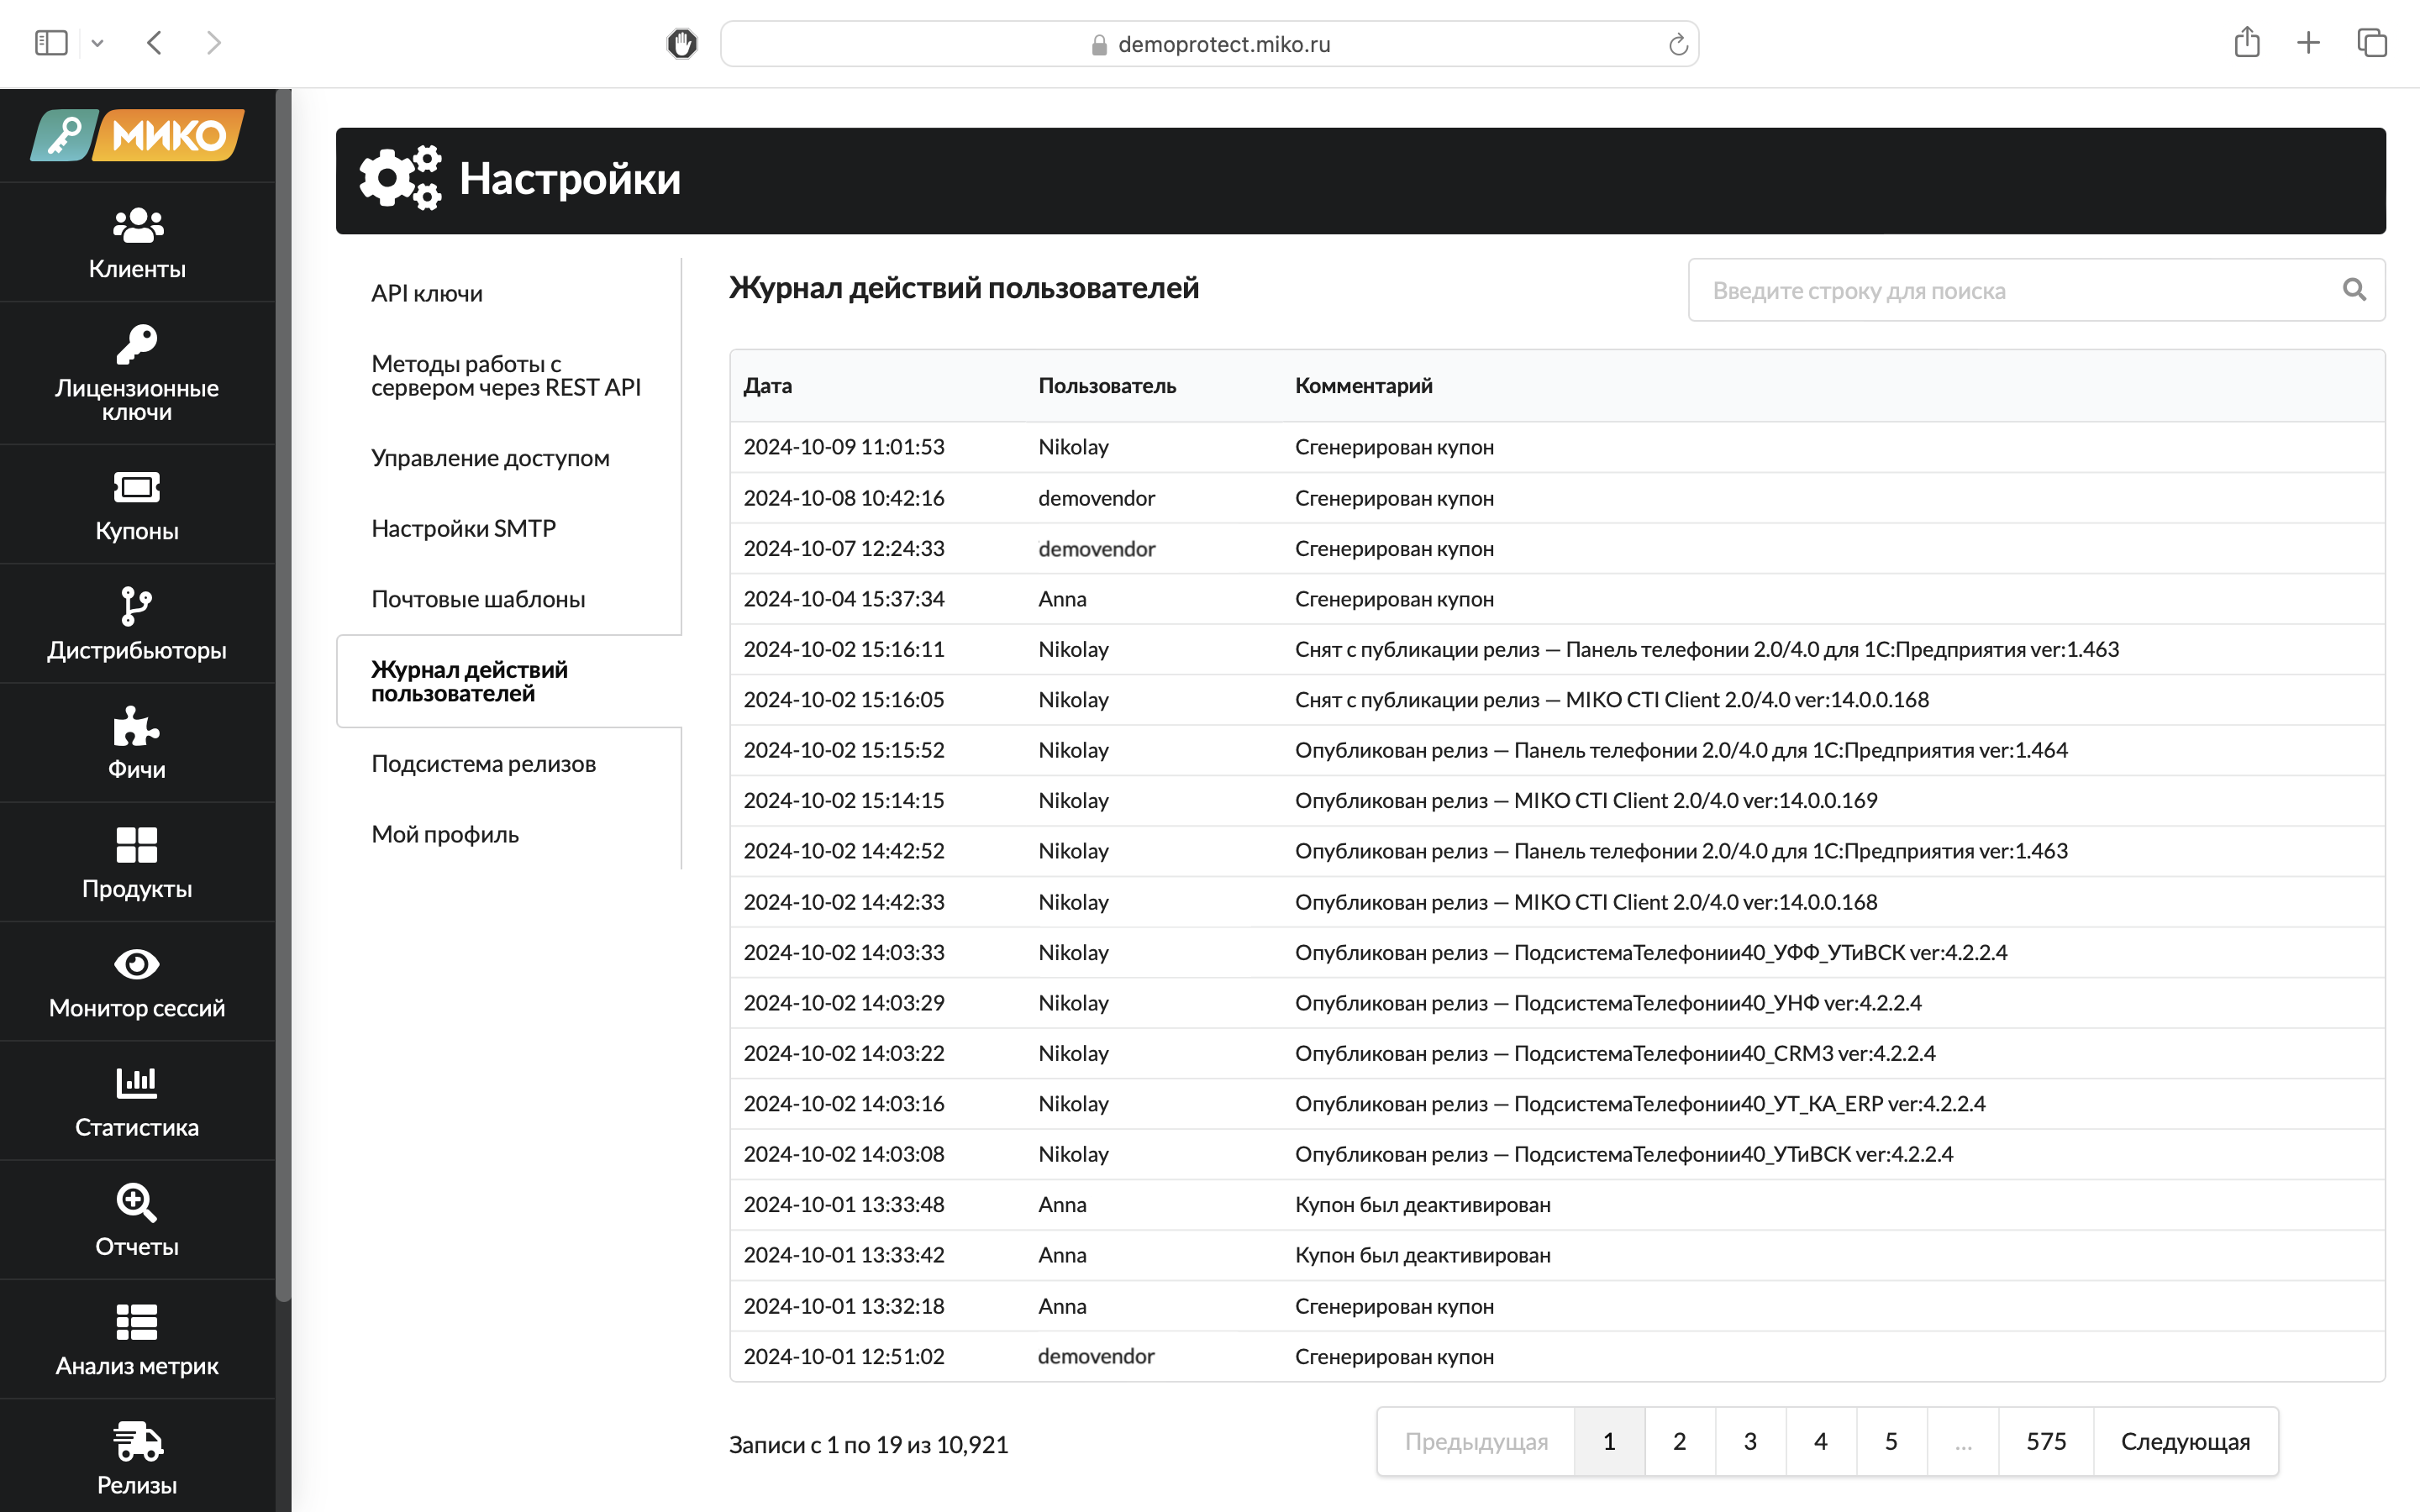 demoprotect.miko.ru
МИКО
Клиенты
Лицензионные
ключи
Купоны
Дистрибьюторы
Фичи
Продукты
Монитор сессий
Статистика
Отчеты
Анализ метрик
Релизы
Настройки
API ключи
Методы работы с
сервером через REST API
Управление доступом
Настройки SMTP
Почтовые шаблоны
Журнал действий
пользователей
Подсистема релизов
Мой профиль
Журнал действий пользователей
Введите строку для поиска
Дата Пользователь Комментарий
2024-10-09 11:01:53 Nikolay Сгенерирован купон
2024-10-08 10:42:16 demovendor Сгенерирован купон
2024-10-07 12:24:33 demovendor Сгенерирован купон
2024-10-04 15:37:34 Anna Сгенерирован купон
2024-10-02 15:16:11 Nikolay Снят с публикации релиз — Панель телефонии 2.0/4.0 для 1С:Предприятия ver:1.463
2024-10-02 15:16:05 Nikolay Снят с публикации релиз — MIKO CTI Client 2.0/4.0 ver:14.0.0.168
2024-10-02 15:15:52 Nikolay Опубликован релиз — Панель телефонии 2.0/4.0 для 1С:Предприятия ver:1.464
2024-10-02 15:14:15 Nikolay Опубликован релиз — MIKO CTI Client 2.0/4.0 ver:14.0.0.169
2024-10-02 14:42:52 Nikolay Опубликован релиз — Панель телефонии 2.0/4.0 для 1С:Предприятия ver:1.463
2024-10-02 14:42:33 Nikolay Опубликован релиз — MIKO CTI Client 2.0/4.0 ver:14.0.0.168
2024-10-02 14:03:33 Nikolay Опубликован релиз — ПодсистемаТелефонии40_УФФ_УТиВСК ver:4.2.2.4
2024-10-02 14:03:29 Nikolay Опубликован релиз — ПодсистемаТелефонии40_УНФ ver:4.2.2.4
2024-10-02 14:03:22 Nikolay Опубликован релиз — ПодсистемаТелефонии40_CRM3 ver:4.2.2.4
2024-10-02 14:03:16 Nikolay Опубликован релиз — ПодсистемаТелефонии40_УТ_КА_ERP ver:4.2.2.4
2024-10-02 14:03:08 Nikolay Опубликован релиз — ПодсистемаТелефонии40_УТиВСК ver:4.2.2.4
2024-10-01 13:33:48 Anna Купон был деактивирован
2024-10-01 13:33:42 Anna Купон был деактивирован
2024-10-01 13:32:18 Anna Сгенерирован купон
2024-10-01 12:51:02 demovendor Сгенерирован купон
Записи с 1 по 19 из 10,921
Предыдущая 1 2 3 4 5 ... 575 Следующая